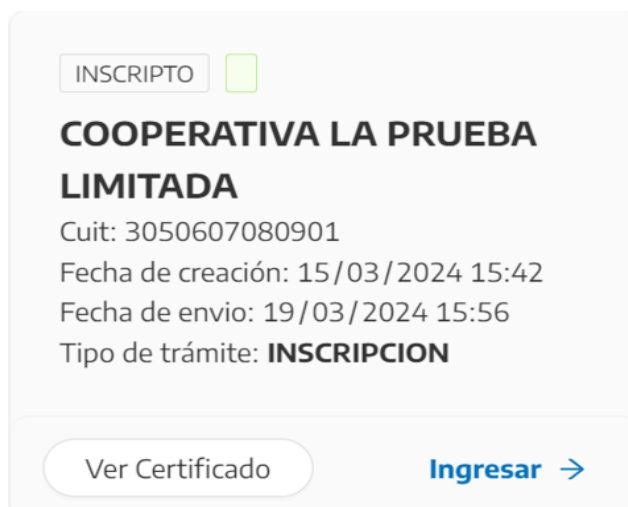 INSCRIPTO
COOPERATIVA LA PRUEBA
LIMITADA
Cuit: 3050607080901
Fecha de creación: 15/03/2024 15:42
Fecha de envio: 19/03/2024 15:56
Tipo de trámite: INSCRIPCION
Ver Certificado
Ingresar →